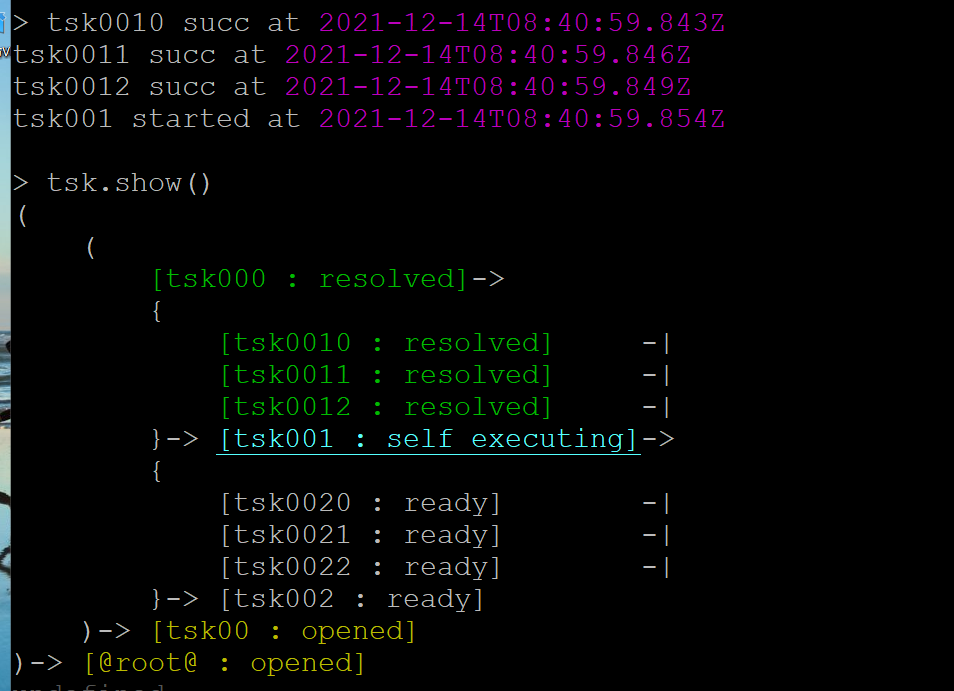 > tsk0010 succ at 2021-12-14T08:40:59.843Z
tsk0011 succ at 2021-12-14T08:40:59.846Z
tsk0012 succ at 2021-12-14T08:40:59.849Z
tsk001 started at 2021-12-14T08:40:59.854Z

> tsk.show()
(
    (
        [tsk000 : resolved]->
        {
            [tsk0010 : resolved]     -|
            [tsk0011 : resolved]     -|
            [tsk0012 : resolved]     -|
        }-> [tsk001 : self executing]->
        {
            [tsk0020 : ready]        -|
            [tsk0021 : ready]        -|
            [tsk0022 : ready]        -|
        }-> [tsk002 : ready]
    )-> [tsk00 : opened]
)-> [@root@ : opened]